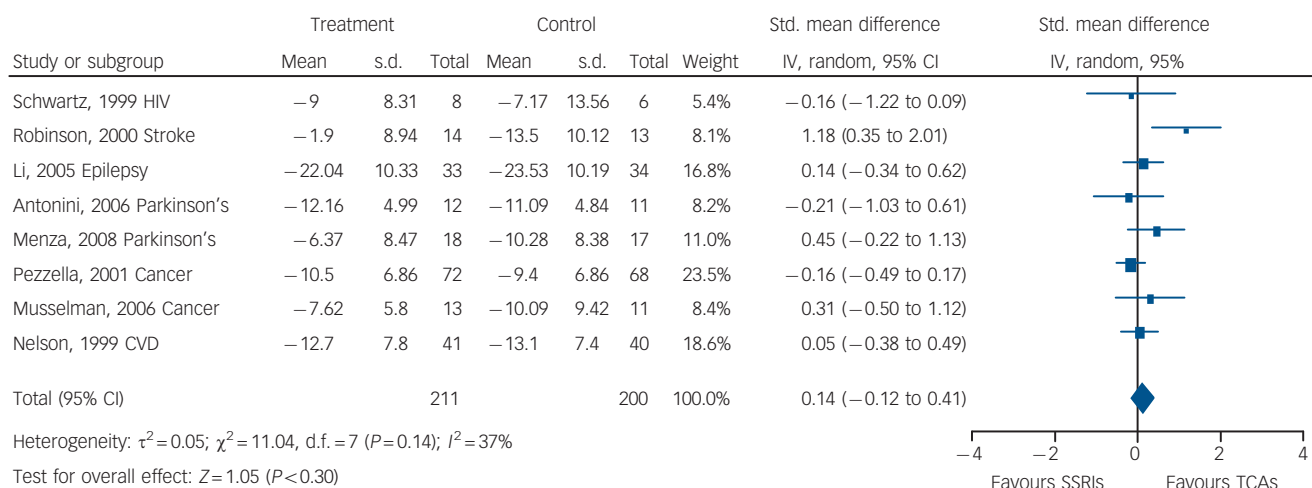 Treatment Control Std. mean difference Std. mean difference
Study or subgroup Mean s.d. Total Mean s.d. Total Weight IV, random, 95% CI IV, random, 95%
Schwartz, 1999 HIV −9 8.31 8 −7.17 13.56 6 5.4% −0.16 (−1.22 to 0.09)
Robinson, 2000 Stroke −1.9 8.94 14 −13.5 10.12 13 8.1% 1.18 (0.35 to 2.01)
Li, 2005 Epilepsy −22.04 10.33 33 −23.53 10.19 34 16.8% 0.14 (−0.34 to 0.62)
Antonini, 2006 Parkinson's −12.16 4.99 12 −11.09 4.84 11 8.2% −0.21 (−1.03 to 0.61)
Menza, 2008 Parkinson's −6.37 8.47 18 −10.28 8.38 17 11.0% 0.45 (−0.22 to 1.13)
Pezzella, 2001 Cancer −10.5 6.86 72 −9.4 6.86 68 23.5% −0.16 (−0.49 to 0.17)
Musselman, 2006 Cancer −7.62 5.8 13 −10.09 9.42 11 8.4% 0.31 (−0.50 to 1.12)
Nelson, 1999 CVD −12.7 7.8 41 −13.1 7.4 40 18.6% 0.05 (−0.38 to 0.49)
Total (95% CI) 211 200 100.0% 0.14 (−0.12 to 0.41)
Heterogeneity: τ²=0.05; χ²=11.04, d.f.=7 (P=0.14); I²=37%
−4 −2 0 2 4
Test for overall effect: Z=1.05 (P<0.30)
Favours SSRIs Favours TCAs